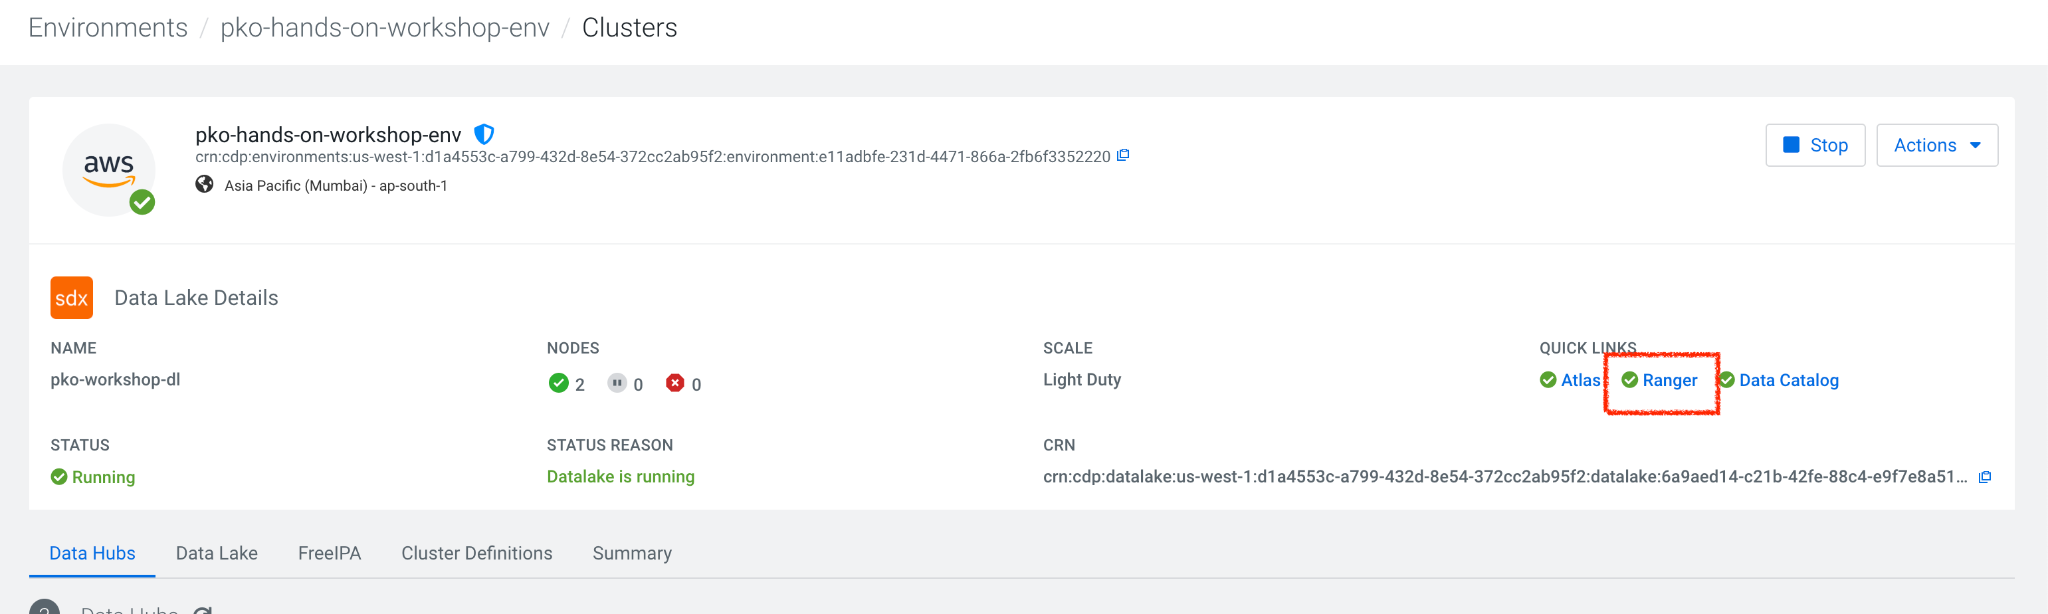 Environments / pko-hands-on-workshop-env / Clusters
aws
pko-hands-on-workshop-env
crn:cdp:environments:us-west-1:d1a4553c-a799-432d-8e54-372cc2ab95f2:environment:e11adbfe-231d-4471-866a-2fb6f3352220
Asia Pacific (Mumbai) - ap-south-1
Stop
Actions
sdx Data Lake Details
NAME
pko-workshop-dl
NODES
2 0 0
SCALE
Light Duty
QUICK LINKS
Atlas Ranger Data Catalog
STATUS
Running
STATUS REASON
Datalake is running
CRN
crn:cdp:datalake:us-west-1:d1a4553c-a799-432d-8e54-372cc2ab95f2:datalake:6a9aed14-c21b-42fe-88c4-e9f7e8a51...
Data Hubs Data Lake FreeIPA Cluster Definitions Summary
Data Hubs